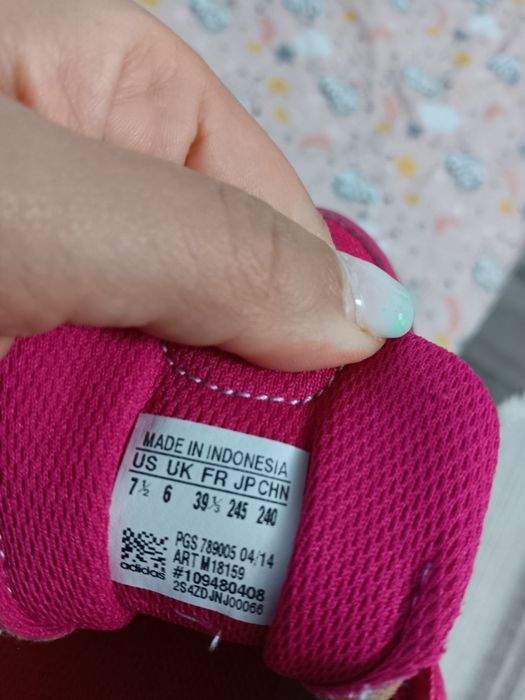 MADE IN INDONESIA
US UK FR JP CHN
7½ 6 39⅓ 245 240
PGS 789005 04/14
ART M18159
adidas #109480408
2S4ZDJNJ00066